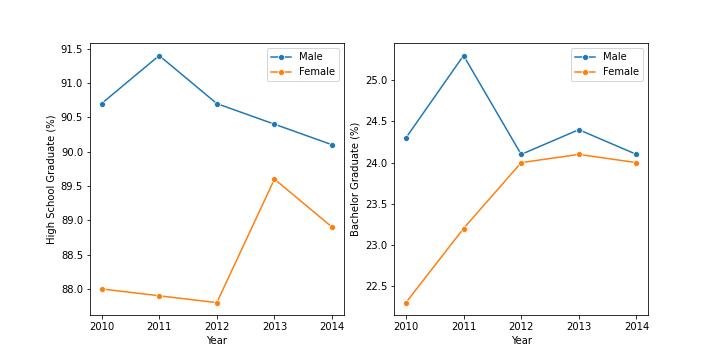 High School Graduate (%)
91.5
91.0
90.5
90.0
89.5
89.0
88.5
88.0
2010 2011 2012 2013 2014
Year
Male
Female
Bachelor Graduate (%)
25.0
24.5
24.0
23.5
23.0
22.5
2010 2011 2012 2013 2014
Year
Male
Female